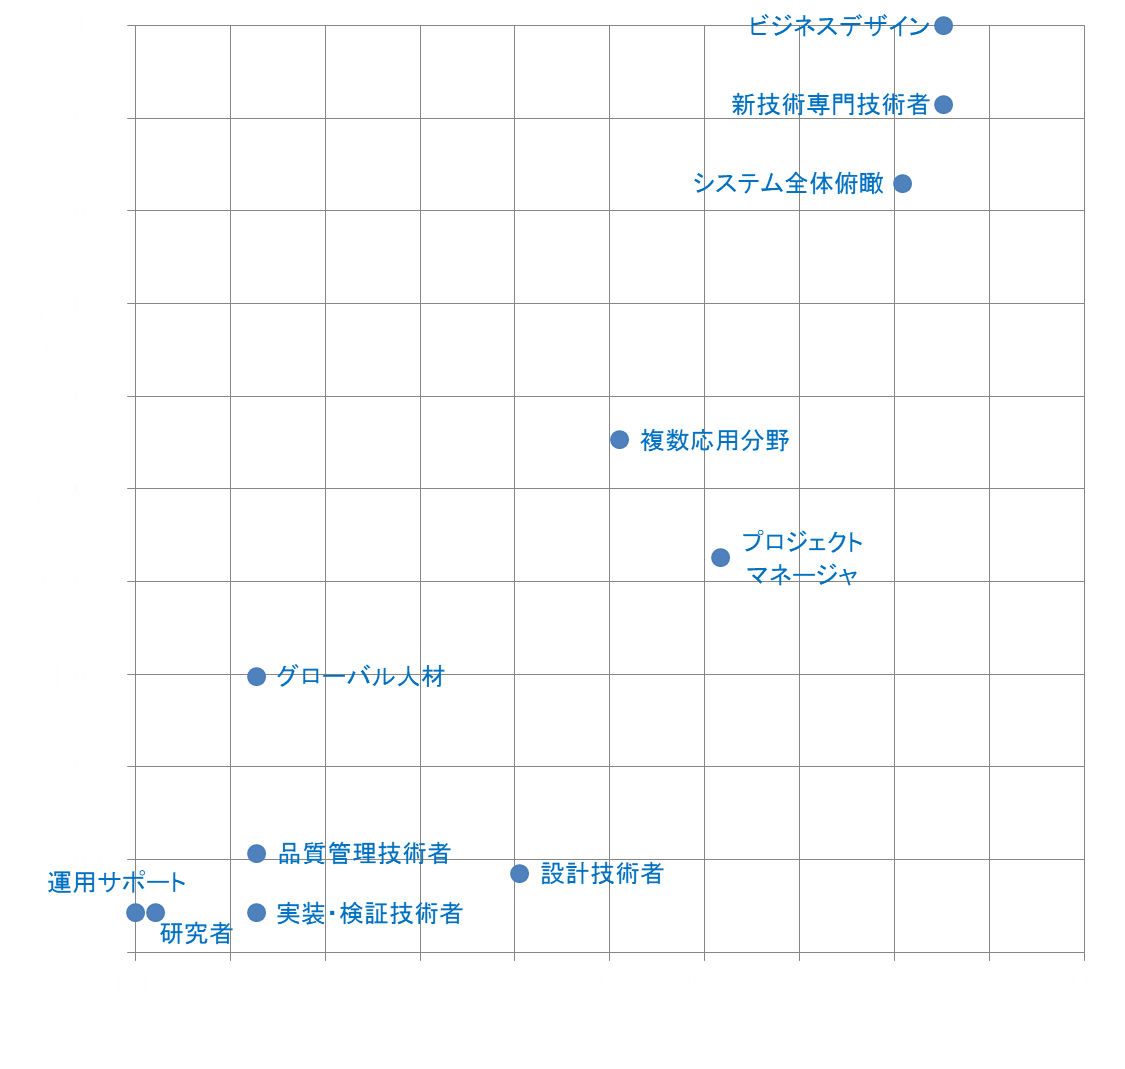 ビジネスデザイン
新技術専門技術者
システム全体俯瞰
複数応用分野
プロジェクト
マネージャ
グローバル人材
品質管理技術者
設計技術者
運用サポート
実装・検証技術者
研究者